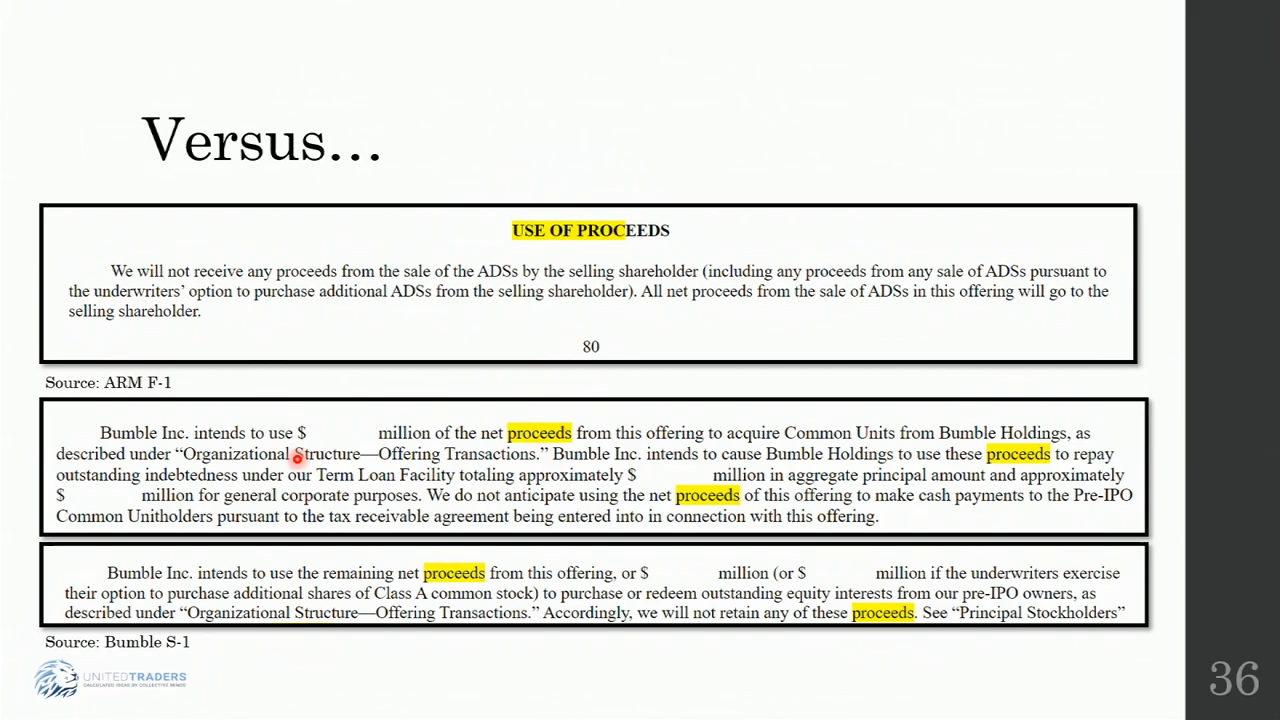 Versus...
USE OF PROCEEDS
We will not receive any proceeds from the sale of the ADSs by the selling shareholder (including any proceeds from any sale of ADSs pursuant to
the underwriters’ option to purchase additional ADSs from the selling shareholder). All net proceeds from the sale of ADSs in this offering will go to the
selling shareholder.
80
Source: ARM F-1
Bumble Inc. intends to use $ million of the net proceeds from this offering to acquire Common Units from Bumble Holdings, as
described under “Organizational Structure—Offering Transactions.” Bumble Inc. intends to cause Bumble Holdings to use these proceeds to repay
outstanding indebtedness under our Term Loan Facility totaling approximately $ million in aggregate principal amount and approximately
$ million for general corporate purposes. We do not anticipate using the net proceeds of this offering to make cash payments to the Pre-IPO
Common Unitholders pursuant to the tax receivable agreement being entered into in connection with this offering.
Bumble Inc. intends to use the remaining net proceeds from this offering, or $ million (or $ million if the underwriters exercise
their option to purchase additional shares of Class A common stock) to purchase or redeem outstanding equity interests from our pre-IPO owners, as
described under “Organizational Structure—Offering Transactions.” Accordingly, we will not retain any of these proceeds. See “Principal Stockholders”
Source: Bumble S-1
UNITEDTRADERS
CALCULATED IDEAS BY COLLECTIVE MINDS
36